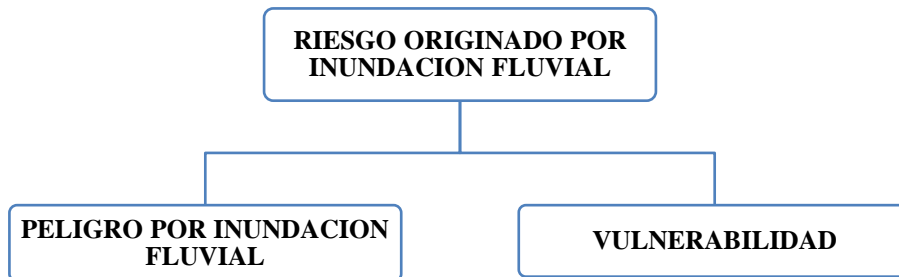 RIESGO ORIGINADO POR
INUNDACION FLUVIAL
PELIGRO POR INUNDACION
FLUVIAL
VULNERABILIDAD